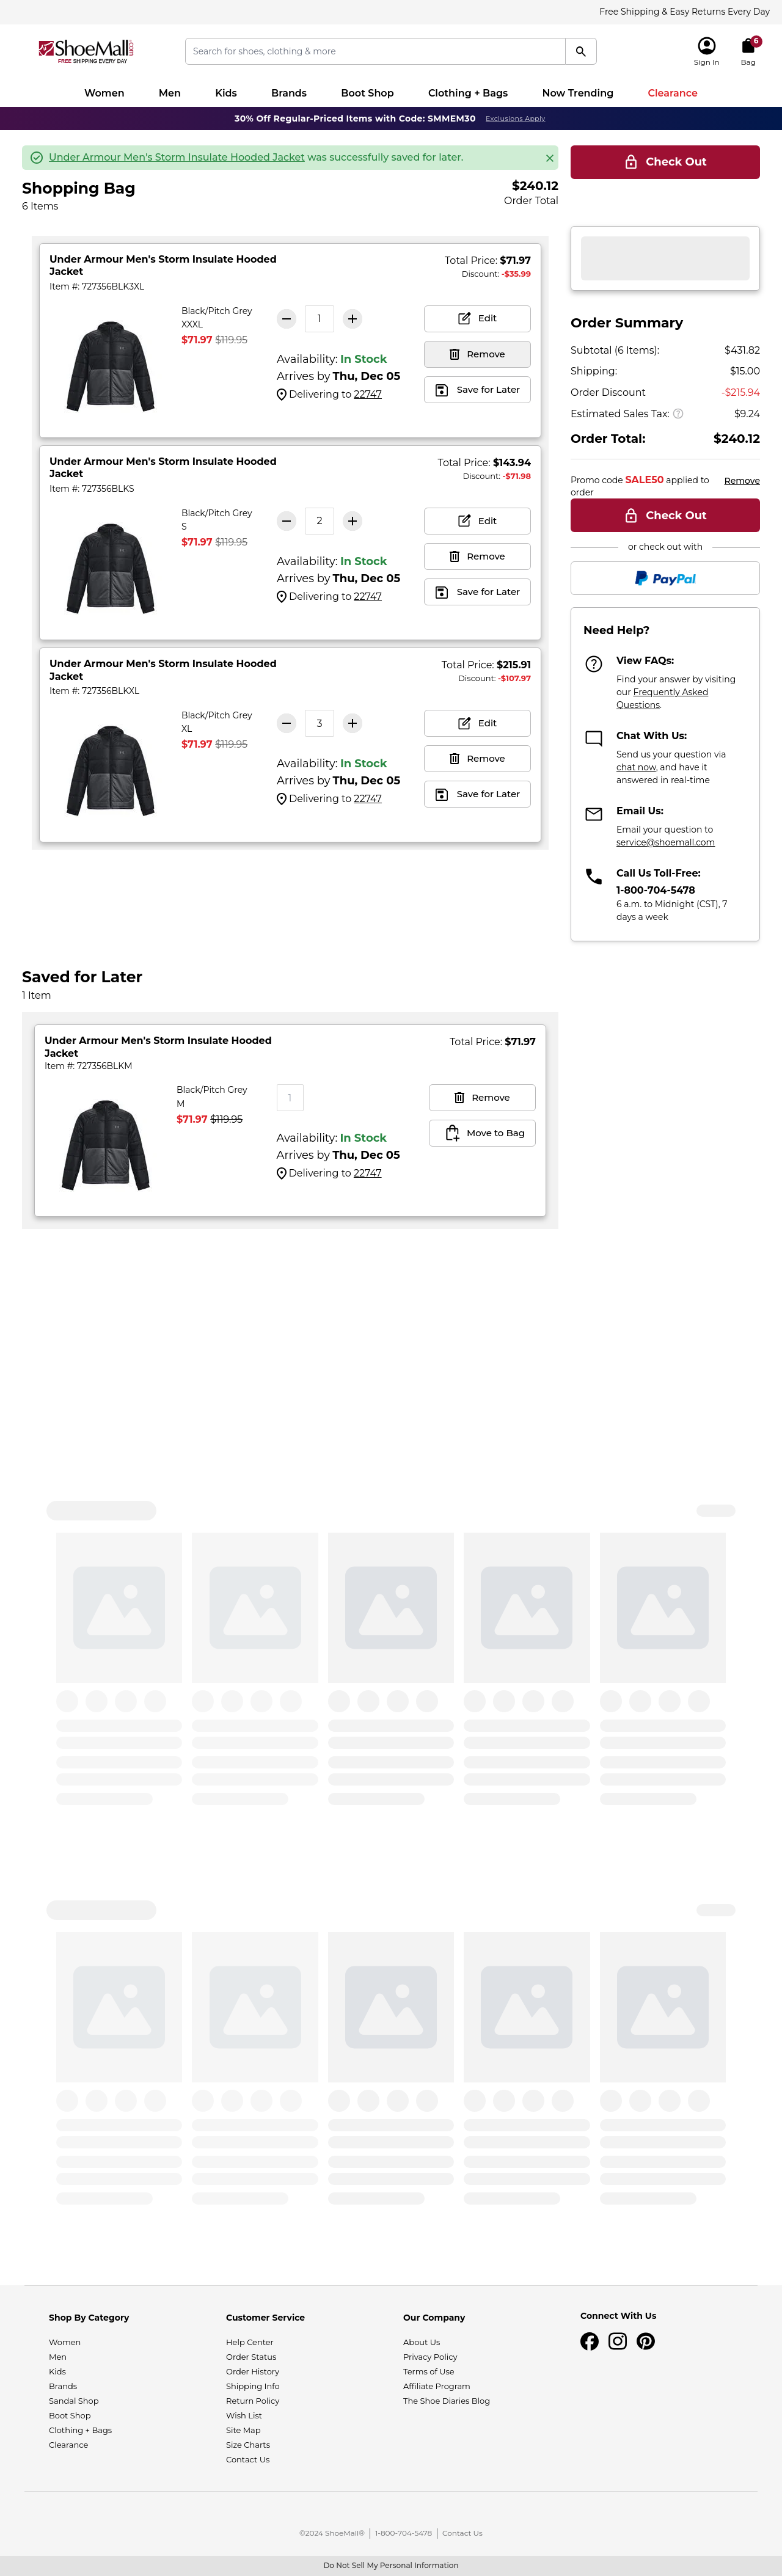 Free Shipping & Easy Returns Every Day
ShoeMall.com
FREE SHIPPING EVERY DAY
Search for shoes, clothing & more
Sign In
6
Bag
Women Men Kids Brands Boot Shop Clothing + Bags Now Trending Clearance
30% Off Regular-Priced Items with Code: SMMEM30 Exclusions Apply
Under Armour Men's Storm Insulate Hooded Jacket was successfully saved for later.
Check Out
Shopping Bag
6 Items
$240.12
Order Total
Under Armour Men's Storm Insulate Hooded
Jacket
Item #: 727356BLK3XL
Total Price: $71.97
Discount: -$35.99
Black/Pitch Grey
XXXL
$71.97 $119.95
1
Availability: In Stock
Arrives by Thu, Dec 05
Delivering to 22747
Edit
Remove
Save for Later
Under Armour Men's Storm Insulate Hooded
Jacket
Item #: 727356BLKS
Total Price: $143.94
Discount: -$71.98
Black/Pitch Grey
S
$71.97 $119.95
2
Availability: In Stock
Arrives by Thu, Dec 05
Delivering to 22747
Edit
Remove
Save for Later
Under Armour Men's Storm Insulate Hooded
Jacket
Item #: 727356BLKXL
Total Price: $215.91
Discount: -$107.97
Black/Pitch Grey
XL
$71.97 $119.95
3
Availability: In Stock
Arrives by Thu, Dec 05
Delivering to 22747
Edit
Remove
Save for Later
Order Summary
Subtotal (6 Items): $431.82
Shipping: $15.00
Order Discount -$215.94
Estimated Sales Tax: $9.24
Order Total: $240.12
Promo code SALE50 applied to
order
Remove
Check Out
or check out with
PayPal
Need Help?
View FAQs:
Find your answer by visiting
our Frequently Asked
Questions.
Chat With Us:
Send us your question via
chat now, and have it
answered in real-time
Email Us:
Email your question to
service@shoemall.com
Call Us Toll-Free:
1-800-704-5478
6 a.m. to Midnight (CST), 7
days a week
Saved for Later
1 Item
Under Armour Men's Storm Insulate Hooded
Jacket
Item #: 727356BLKM
Total Price: $71.97
Black/Pitch Grey
M
$71.97 $119.95
1
Availability: In Stock
Arrives by Thu, Dec 05
Delivering to 22747
Remove
Move to Bag
Shop By Category
Women
Men
Kids
Brands
Sandal Shop
Boot Shop
Clothing + Bags
Clearance
Customer Service
Help Center
Order Status
Order History
Shipping Info
Return Policy
Wish List
Site Map
Size Charts
Contact Us
Our Company
About Us
Privacy Policy
Terms of Use
Affiliate Program
The Shoe Diaries Blog
Connect With Us
©2024 ShoeMall® | 1-800-704-5478 | Contact Us
Do Not Sell My Personal Information